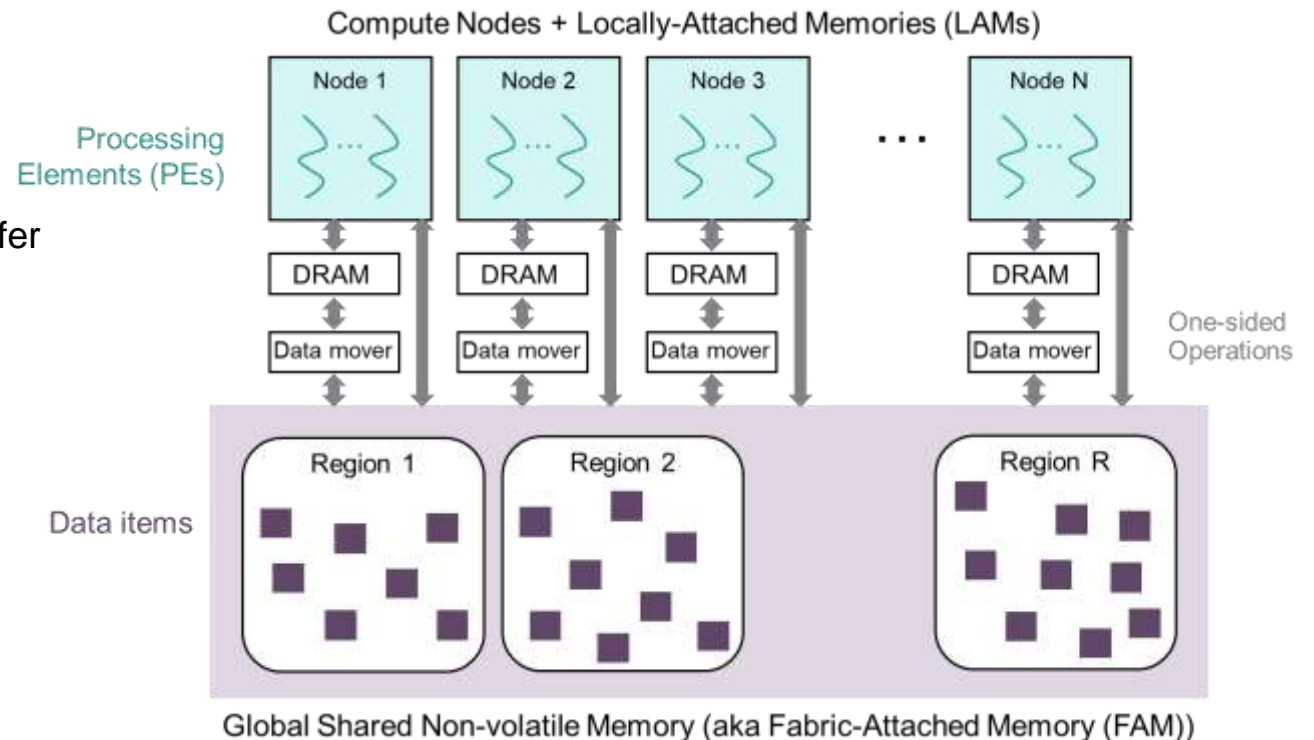 Compute Nodes + Locally-Attached Memories (LAMs)
Node 1
Node 2
Node 3
Node N
...
...
...
...
...
Processing
Elements (PEs)
fer
DRAM
DRAM
DRAM
DRAM
Data mover
Data mover
Data mover
Data mover
One-sided
Operations
Region 1
Region 2
Region R
Data items
Global Shared Non-volatile Memory (aka Fabric-Attached Memory (FAM))